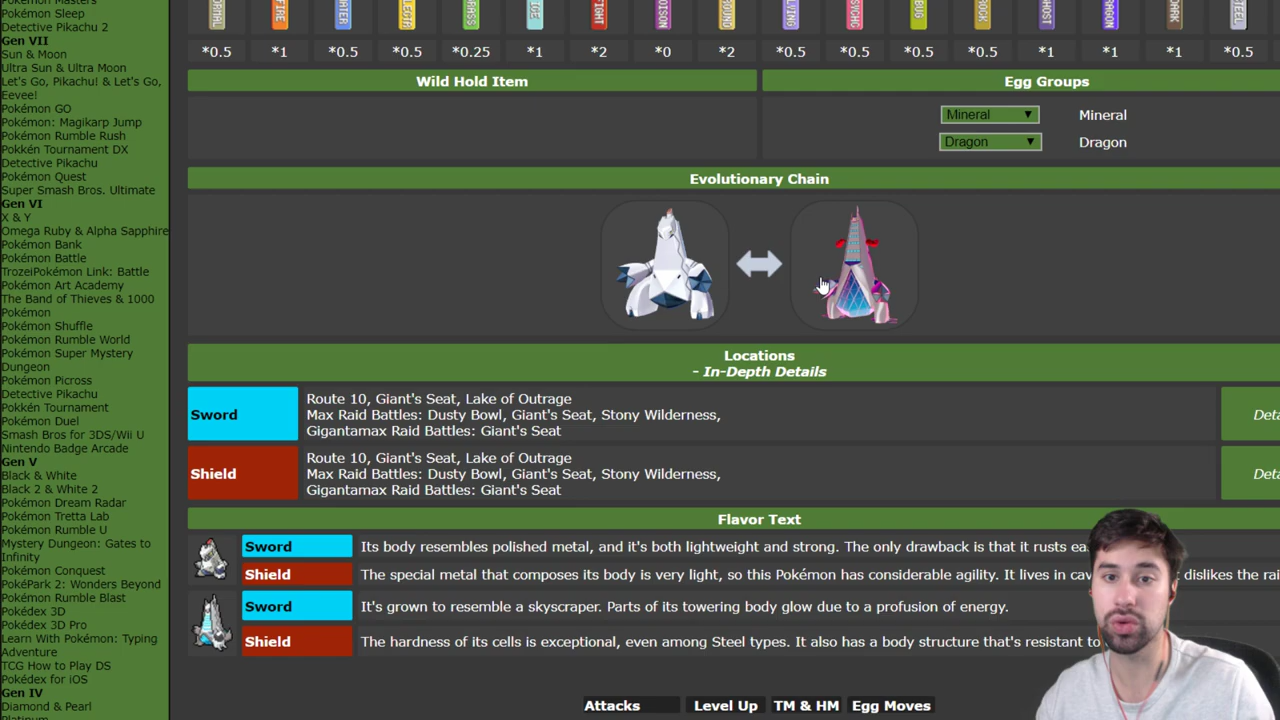 Pokémon Masters
Pokémon Sleep
Detective Pikachu 2
Gen VII
Sun & Moon
Ultra Sun & Ultra Moon
Let's Go, Pikachu! & Let's Go,
Eevee!
Pokémon GO
Pokémon: Magikarp Jump
Pokémon Rumble Rush
Pokkén Tournament DX
Detective Pikachu
Pokémon Quest
Super Smash Bros. Ultimate
Gen VI
X & Y
Omega Ruby & Alpha Sapphire
Pokémon Bank
Pokémon Battle
TrozeiPokémon Link: Battle
Pokémon Art Academy
The Band of Thieves & 1000
Pokémon
Pokémon Shuffle
Pokémon Rumble World
Pokémon Super Mystery
Dungeon
Pokémon Picross
Detective Pikachu
Pokkén Tournament
Pokémon Duel
Smash Bros for 3DS/Wii U
Nintendo Badge Arcade
Gen V
Black & White
Black 2 & White 2
Pokémon Dream Radar
Pokémon Tretta Lab
Pokémon Rumble U
Mystery Dungeon: Gates to
Infinity
Pokémon Conquest
PokéPark 2: Wonders Beyond
Pokémon Rumble Blast
Pokédex 3D
Pokédex 3D Pro
Learn With Pokémon: Typing
Adventure
TCG How to Play DS
Pokédex for iOS
Gen IV
Diamond & Pearl
Platinum
*0.5 *1 *0.5 *0.5 *0.25 *1 *2 *0 *2 *0.5 *0.5 *0.5 *0.5 *1 *1 *1 *0.5
Wild Hold Item
Egg Groups
Mineral ▼ Mineral
Dragon ▼ Dragon
Evolutionary Chain
Locations
- In-Depth Details
Sword
Route 10, Giant's Seat, Lake of Outrage
Max Raid Battles: Dusty Bowl, Giant's Seat, Stony Wilderness,
Gigantamax Raid Battles: Giant's Seat
Deta
Shield
Route 10, Giant's Seat, Lake of Outrage
Max Raid Battles: Dusty Bowl, Giant's Seat, Stony Wilderness,
Gigantamax Raid Battles: Giant's Seat
Deta
Flavor Text
Sword Its body resembles polished metal, and it's both lightweight and strong. The only drawback is that it rusts ea
Shield The special metal that composes its body is very light, so this Pokémon has considerable agility. It lives in cav t dislikes the rai
Sword It's grown to resemble a skyscraper. Parts of its towering body glow due to a profusion of energy.
Shield The hardness of its cells is exceptional, even among Steel types. It also has a body structure that's resistant to
Attacks Level Up TM & HM Egg Moves